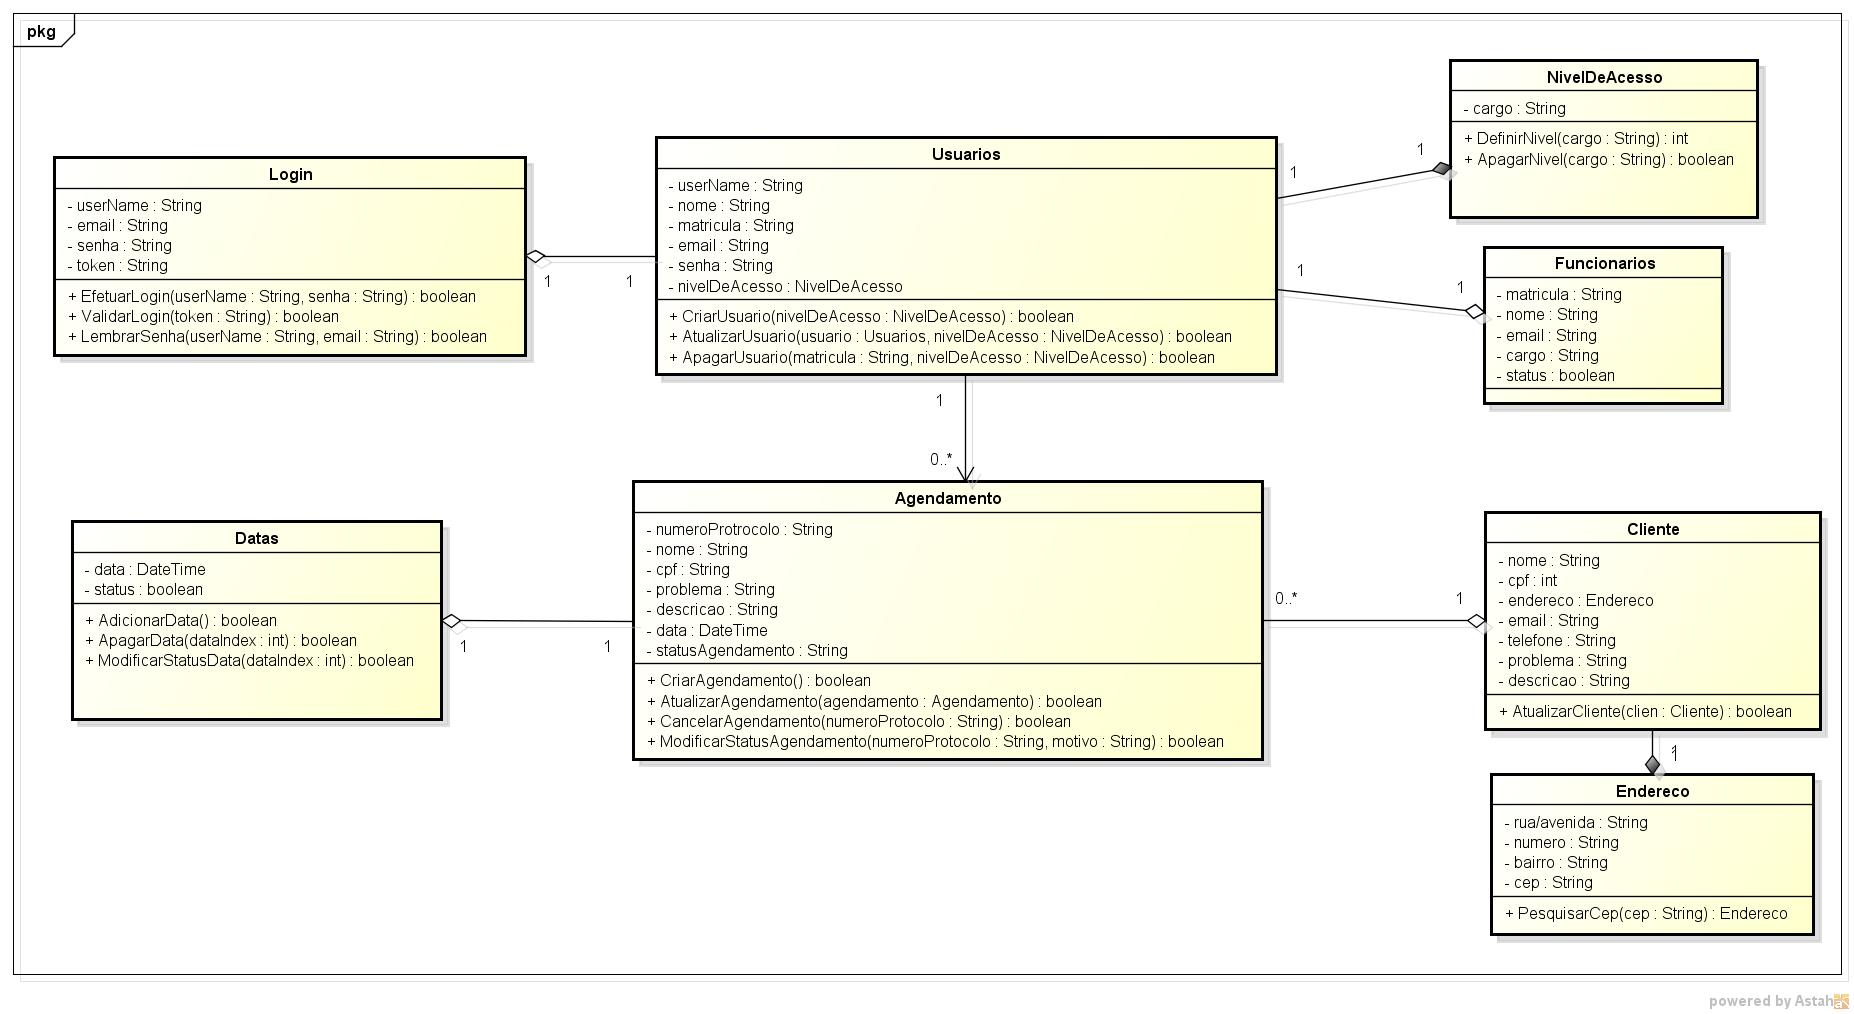 pkg
NivelDeAcesso
- cargo : String
+ DefinirNivel(cargo : String) : int
+ ApagarNivel(cargo : String) : boolean
Usuarios
- userName : String
- nome : String
- matricula : String
- email : String
- senha : String
- nivelDeAcesso : NivelDeAcesso
+ CriarUsuario(nivelDeAcesso : NivelDeAcesso) : boolean
+ AtualizarUsuario(usuario : Usuarios, nivelDeAcesso : NivelDeAcesso) : boolean
+ ApagarUsuario(matricula : String, nivelDeAcesso : NivelDeAcesso) : boolean
1
1
Login
- userName : String
- email : String
- senha : String
- token : String
+ EfetuarLogin(userName : String, senha : String) : boolean
+ ValidarLogin(token : String) : boolean
+ LembrarSenha(userName : String, email : String) : boolean
1
1
Funcionarios
- matricula : String
- nome : String
- email : String
- cargo : String
- status : boolean
1
1
1
0..*
Agendamento
- numeroProtrocolo : String
- nome : String
- cpf : String
- problema : String
- descricao : String
- data : DateTime
- statusAgendamento : String
+ CriarAgendamento() : boolean
+ AtualizarAgendamento(agendamento : Agendamento) : boolean
+ CancelarAgendamento(numeroProtocolo : String) : boolean
+ ModificarStatusAgendamento(numeroProtocolo : String, motivo : String) : boolean
Datas
- data : DateTime
- status : boolean
+ AdicionarData() : boolean
+ ApagarData(dataIndex : int) : boolean
+ ModificarStatusData(dataIndex : int) : boolean
1
1
0..*
1
Cliente
- nome : String
- cpf : int
- endereco : Endereco
- email : String
- telefone : String
- problema : String
- descricao : String
+ AtualizarCliente(clien : Cliente) : boolean
1
Endereco
- rua/avenida : String
- numero : String
- bairro : String
- cep : String
+ PesquisarCep(cep : String) : Endereco
powered by Astah